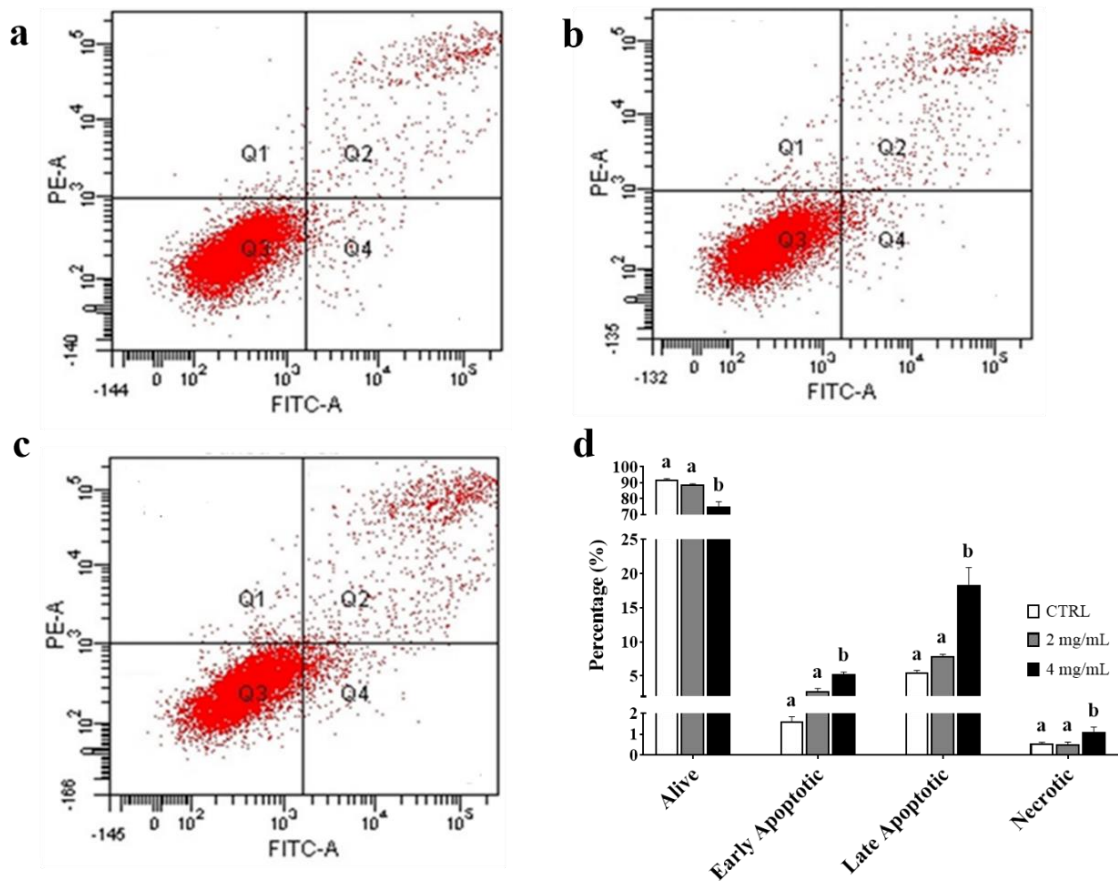 a
10^5
10^4
10^3
10^2
0
-140
PE-A
Q1
Q2
Q3
Q4
-144
0 10^2 10^3 10^4 10^5
FITC-A
b
10^5
10^4
10^3
10^2
0
-135
PE-A
Q1
Q2
Q3
Q4
-132
0 10^2 10^3 10^4 10^5
FITC-A
c
10^5
10^4
10^3
10^2
0
-166
PE-A
Q1
Q2
Q3
Q4
-145
0 10^2 10^3 10^4 10^5
FITC-A
d
100
90
80
70
25
20
15
10
5
2
1
0
Percentage (%)
a a b
a a b
a a b
a a b
CTRL
2 mg/mL
4 mg/mL
Alive
Early Apoptotic
Late Apoptotic
Necrotic